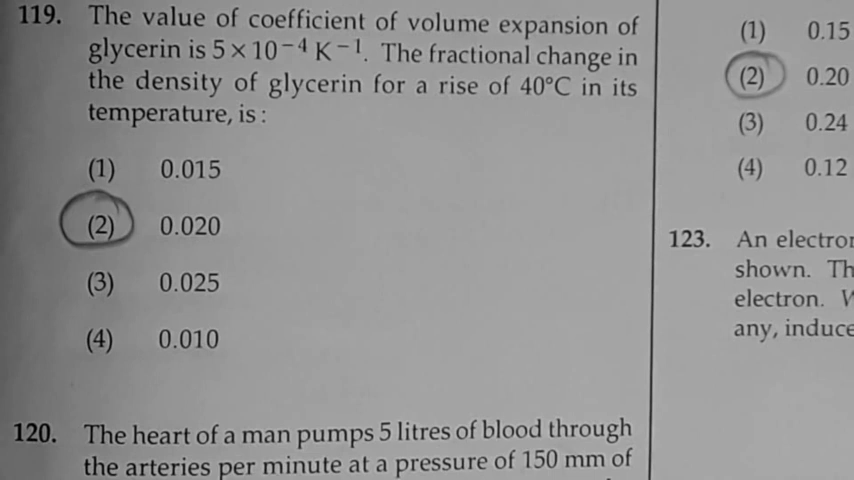 119. The value of coefficient of volume expansion of
glycerin is 5 × 10⁻⁴ K⁻¹. The fractional change in
the density of glycerin for a rise of 40°C in its
temperature, is :
(1) 0.015
(2) 0.020
(3) 0.025
(4) 0.010
120. The heart of a man pumps 5 litres of blood through
the arteries per minute at a pressure of 150 mm of
(1) 0.15
(2) 0.20
(3) 0.24
(4) 0.12
123. An electron
shown. Th
electron. W
any, induce